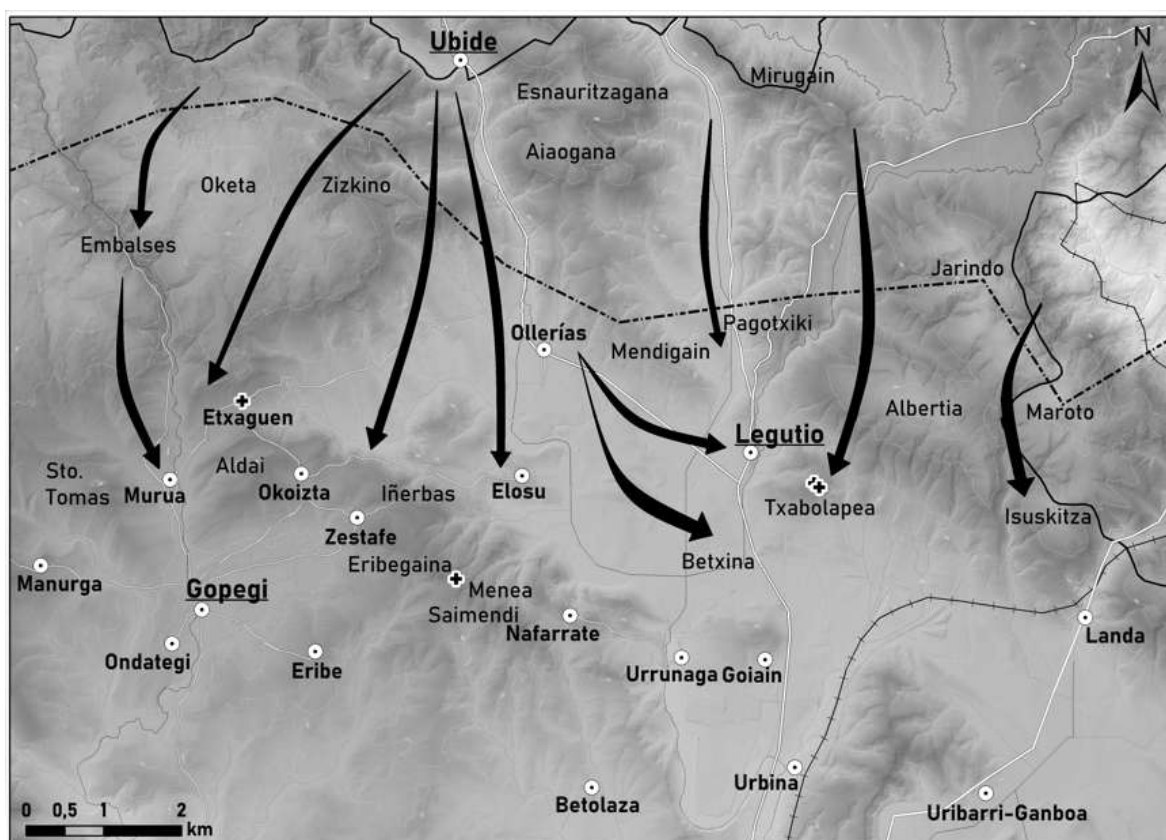 Ubide
N
Mirugain
Esnauritzagana
Aiaogana
Oketa
Zizkino
Embalses
Jarindo
Pagotxiki
Ollerías
Mendigain
Etxaguen
Albertia
Maroto
Legutio
Sto.
Tomas
Aldai
Murua
Okoizta
Iñerbas
Elosu
Txabolapea
Isuskitza
Zestafe
Eribegaina
Betxina
Manurga
Menea
Gopegi
Saimendi
Nafarrate
Landa
Ondategi
Eribe
Urrunaga
Goiain
Urbina
Betolaza
Uribarri-Ganboa
0 0,5 1 2
km